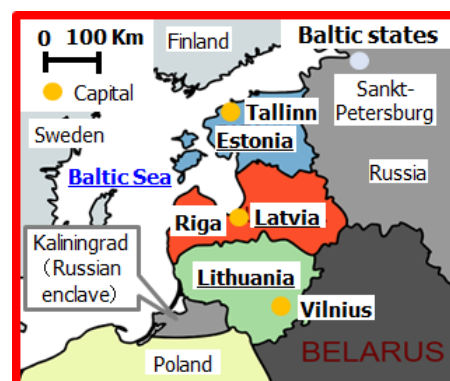 0 100 Km
Capital
Finland
Baltic states
Sankt-
Petersburg
Tallinn
Estonia
Sweden
Baltic Sea
Russia
Riga
Latvia
Kaliningrad
(Russian
enclave)
Lithuania
Vilnius
BELARUS
Poland